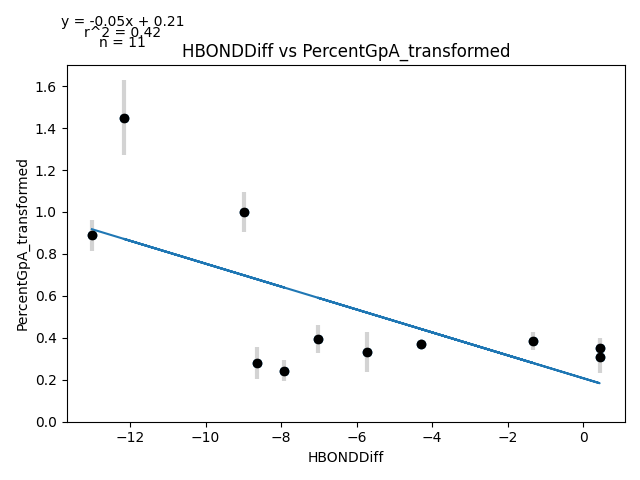 y = -0.05x + 0.21
r^2 = 0.42
n = 11
HBONDDiff vs PercentGpA_transformed
PercentGpA_transformed
1.6
1.4
1.2
1.0
0.8
0.6
0.4
0.2
0.0
−12
−10
−8
−6
−4
−2
0
HBONDDiff